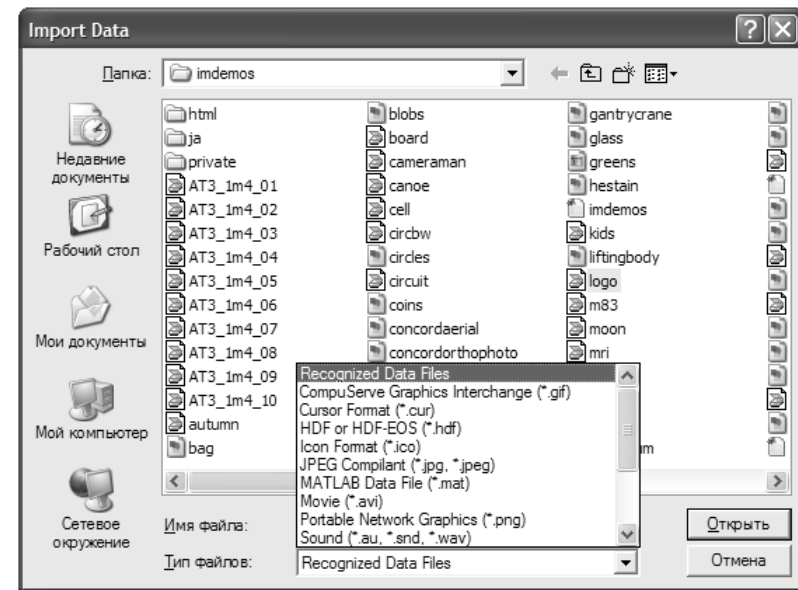 Import Data
Папка:
imdemos
Недавние
документы
Рабочий стол
Мои документы
Мой компьютер
Сетевое
окружение
html
ja
private
AT3_1m4_01
AT3_1m4_02
AT3_1m4_03
AT3_1m4_04
AT3_1m4_05
AT3_1m4_06
AT3_1m4_07
AT3_1m4_08
AT3_1m4_09
AT3_1m4_10
autumn
bag
blobs
board
cameraman
canoe
cell
circbw
circles
circuit
coins
concordaerial
concordorthophoto
gantrycrane
glass
greens
hestain
imdemos
kids
liftingbody
logo
m83
moon
mri
Recognized Data Files
CompuServe Graphics Interchange (*.gif)
Cursor Format (*.cur)
HDF or HDF-EOS (*.hdf)
Icon Format (*.ico)
JPEG Compilant (*.jpg, *.jpeg)
MATLAB Data File (*.mat)
Movie (*.avi)
Portable Network Graphics (*.png)
Sound (*.au, *.snd, *.wav)
Имя файла:
Открыть
Тип файлов:
Recognized Data Files
Отмена